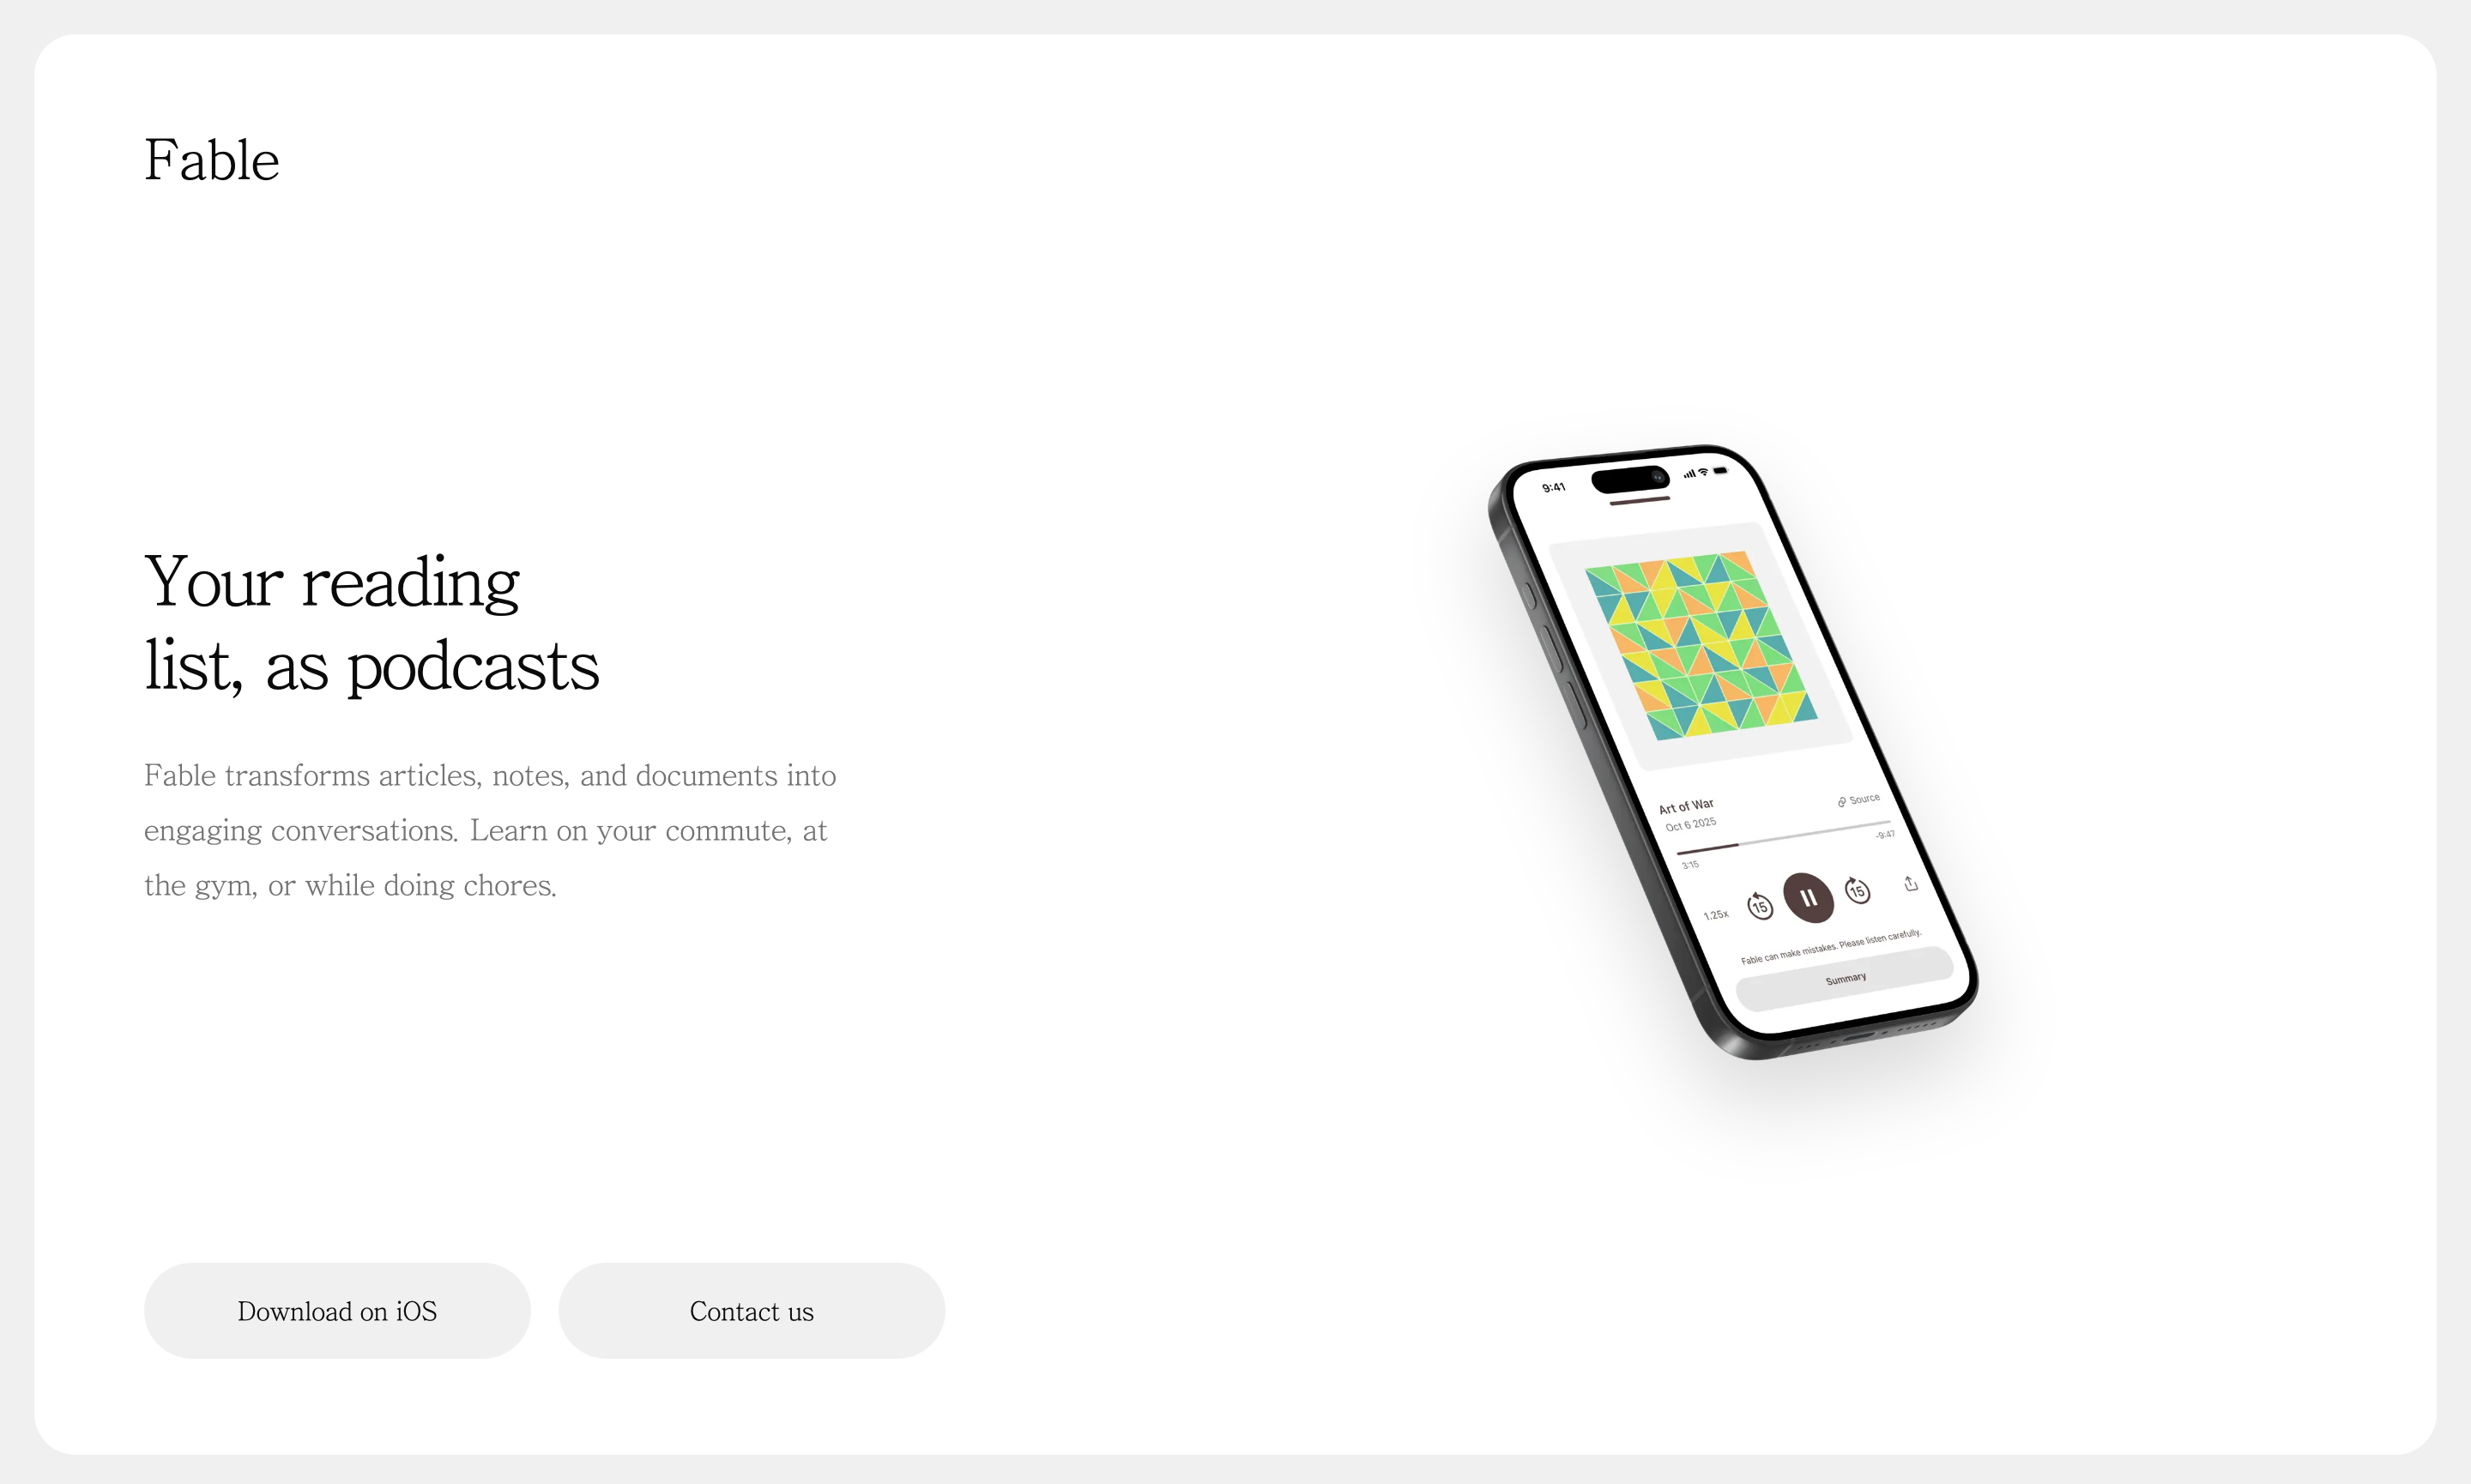 Fable
Your reading
list, as podcasts
Fable transforms articles, notes, and documents into
engaging conversations. Learn on your commute, at
the gym, or while doing chores.
Download on iOS
Contact us
9:41
Art of War
Source
Oct 6 2025
3:15
-9:47
1.25x
15
15
Fable can make mistakes. Please listen carefully.
Summary